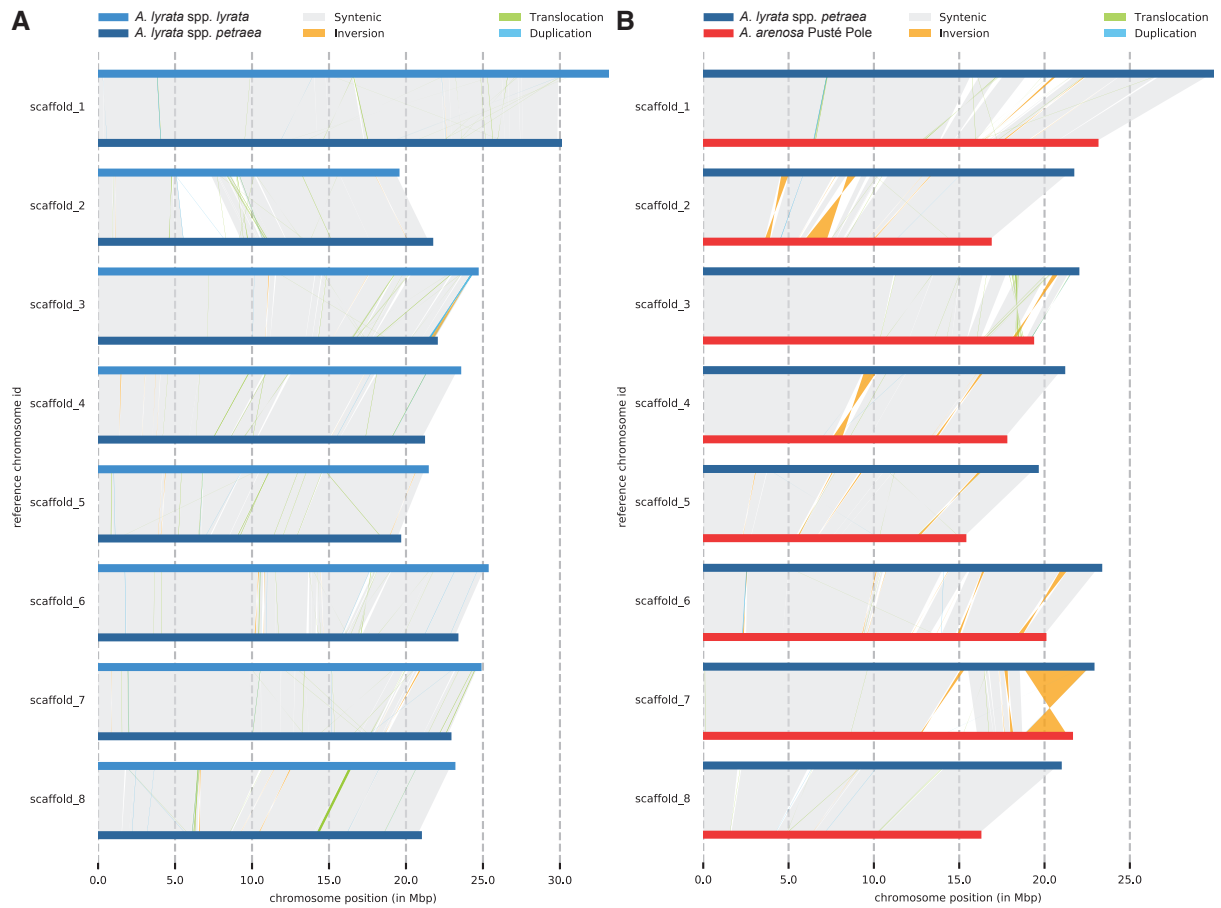 A
A. lyrata spp. lyrata
A. lyrata spp. petraea
Syntenic
Inversion
Translocation
Duplication
scaffold_1
scaffold_2
scaffold_3
scaffold_4
scaffold_5
scaffold_6
scaffold_7
scaffold_8
reference chromosome id
0.0 5.0 10.0 15.0 20.0 25.0 30.0
chromosome position (in Mbp)
B
A. lyrata spp. petraea
A. arenosa Pusté Pole
Syntenic
Inversion
Translocation
Duplication
scaffold_1
scaffold_2
scaffold_3
scaffold_4
scaffold_5
scaffold_6
scaffold_7
scaffold_8
reference chromosome id
0.0 5.0 10.0 15.0 20.0 25.0
chromosome position (in Mbp)